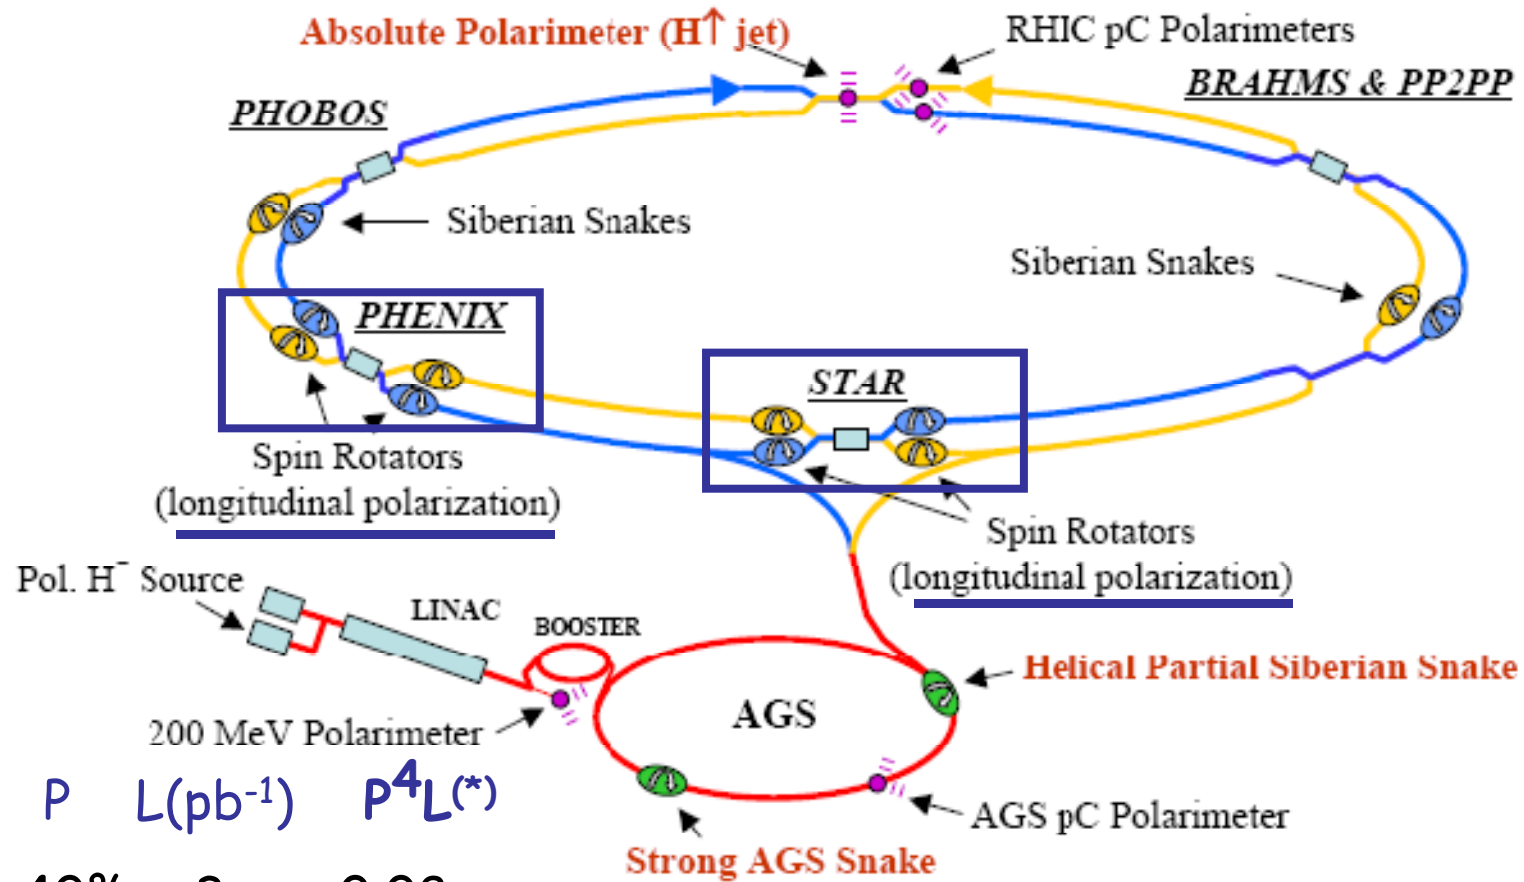 Absolute Polarimeter (H↑ jet)
RHIC pC Polarimeters
PHOBOS
BRAHMS & PP2PP
Siberian Snakes
Siberian Snakes
PHENIX
STAR
Spin Rotators
(longitudinal polarization)
Spin Rotators
(longitudinal polarization)
Pol. H⁻ Source
LINAC
BOOSTER
Helical Partial Siberian Snake
AGS
200 MeV Polarimeter
P L(pb⁻¹) P⁴L(*)
AGS pC Polarimeter
Strong AGS Snake